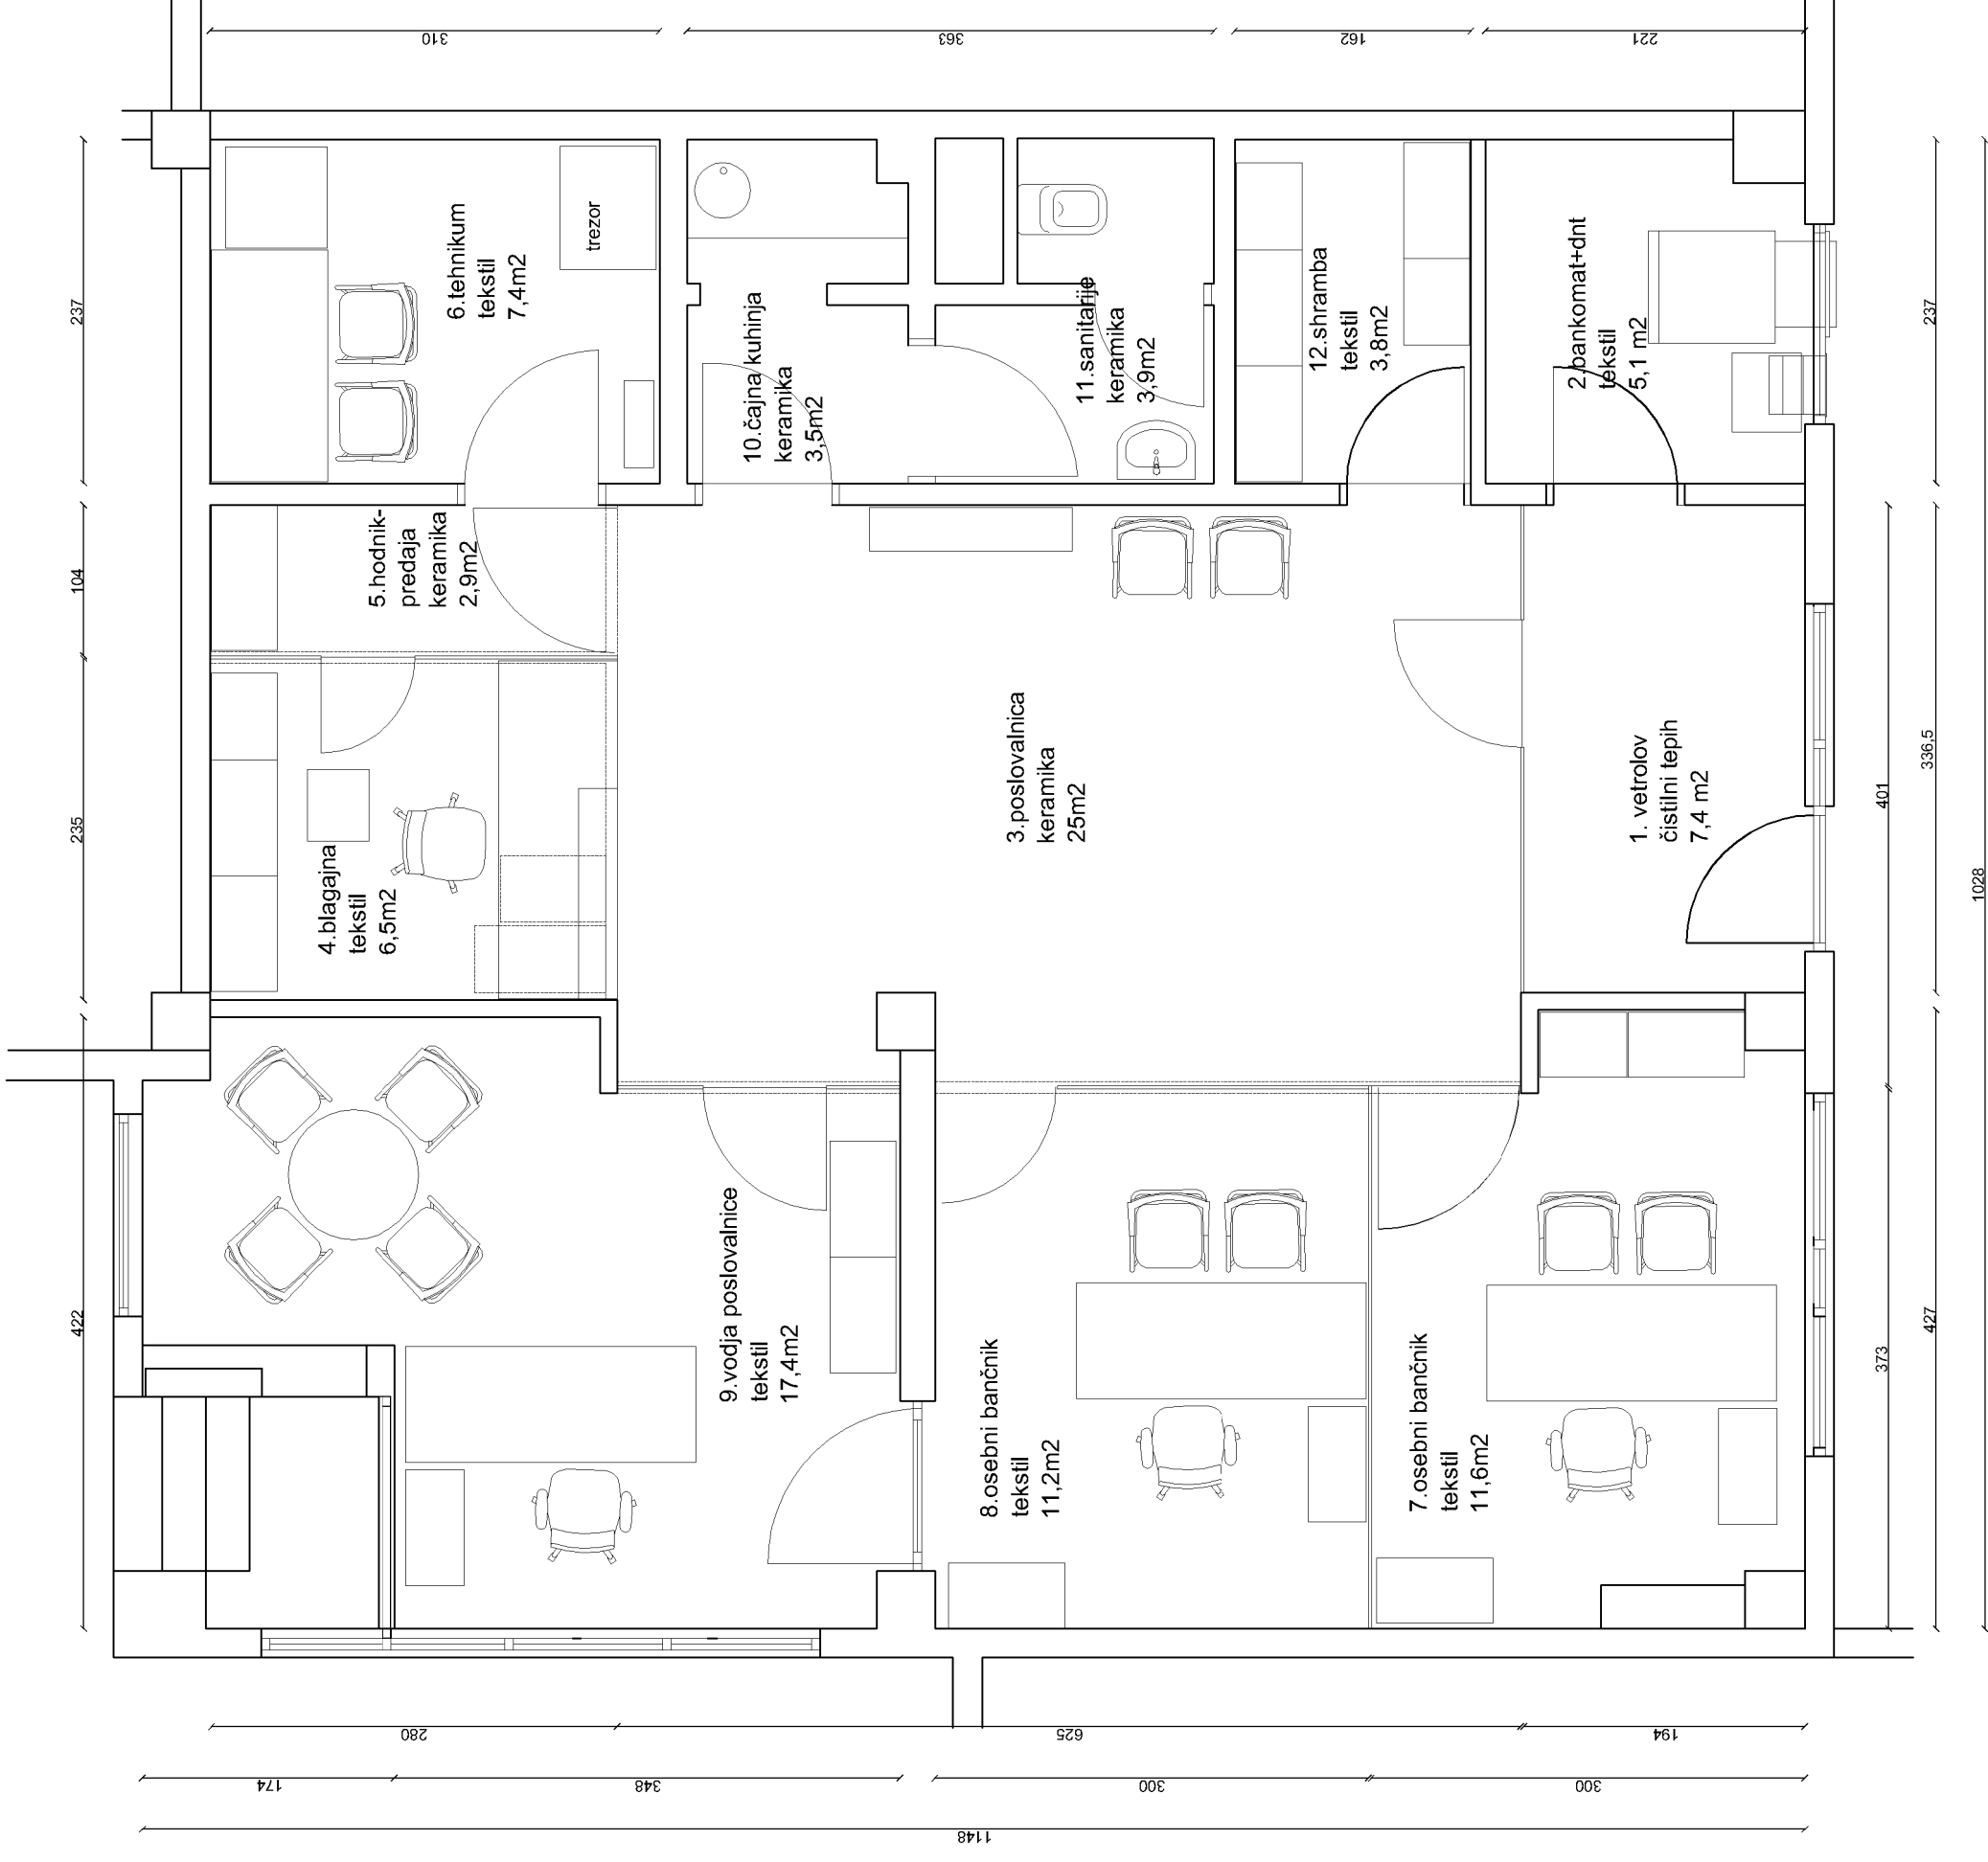 310
363
162
221
237
104
235
422
6.tehnikum
tekstil
7,4m2
trezor
10.čajna kuhinja
keramika
3,5m2
11.sanitarije
keramika
3,9m2
12.shramba
tekstil
3,8m2
2.bankomat+dnt
tekstil
5,1 m2
5.hodnik-
predaja
keramika
2,9m2
4.blagajna
tekstil
6,5m2
3.poslovalnica
keramika
25m2
1. vetrolov
čistilni tepih
7,4 m2
9.vodja poslovalnice
tekstil
17,4m2
8.osebni bančnik
tekstil
11,2m2
7.osebni bančnik
tekstil
11,6m2
237
336,5
401
1028
427
373
280
625
194
174
348
300
300
1148